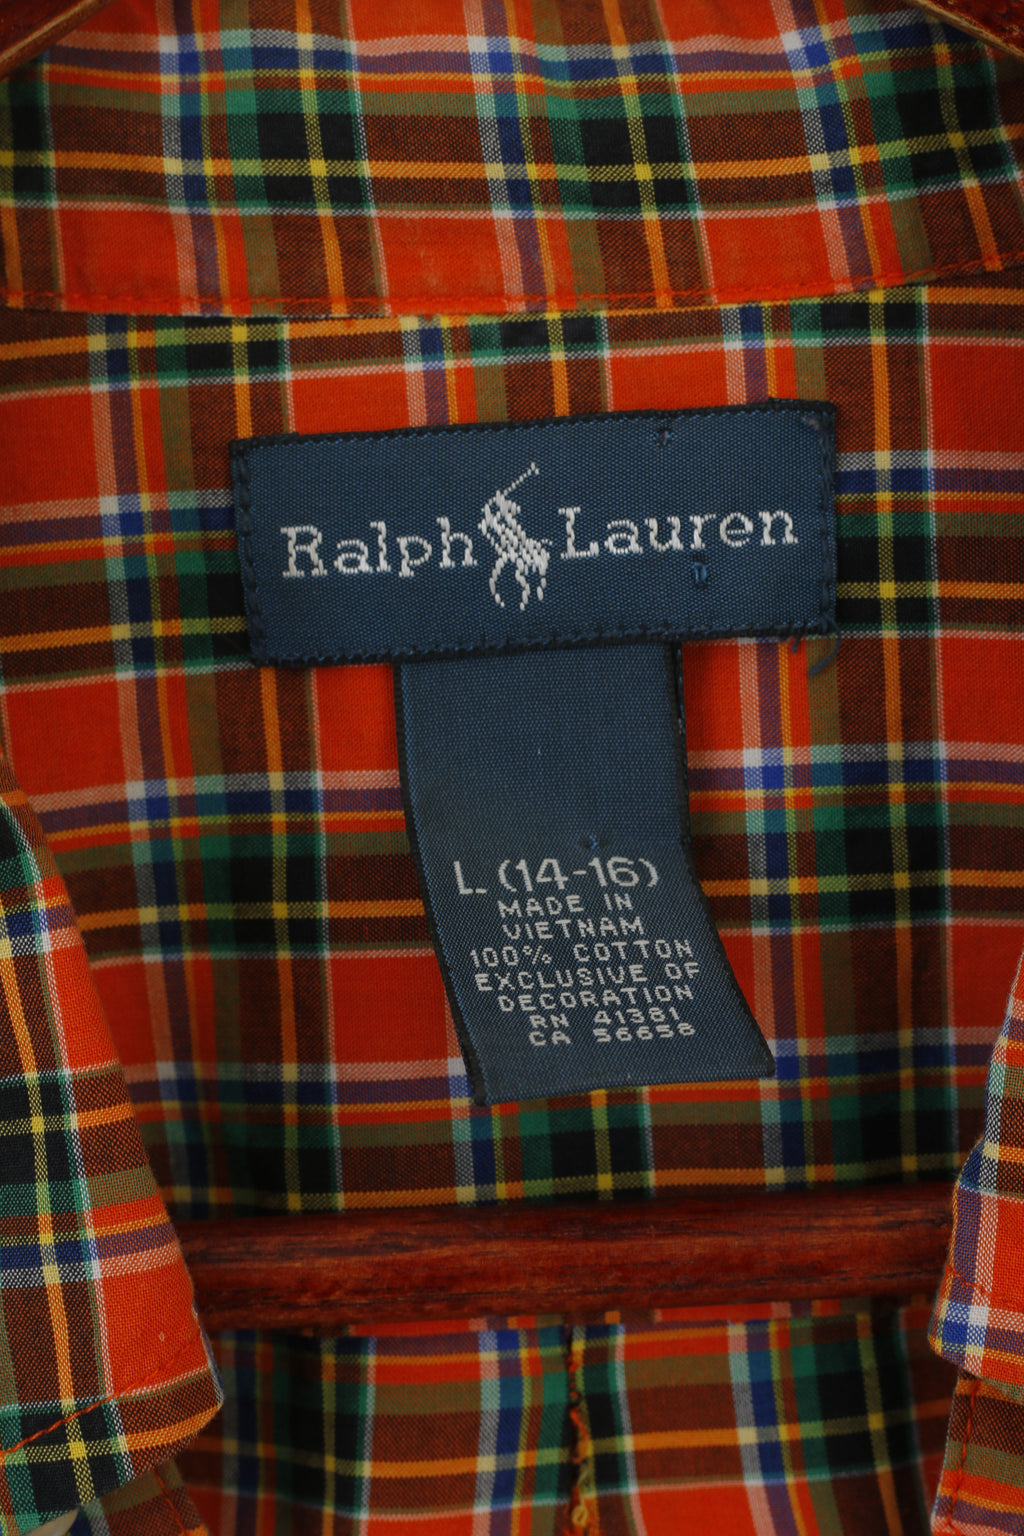 Ralph Lauren
L (14-16)
MADE IN
VIETNAM
100% COTTON
EXCLUSIVE OF
DECORATION
RN 41381
CA 56658